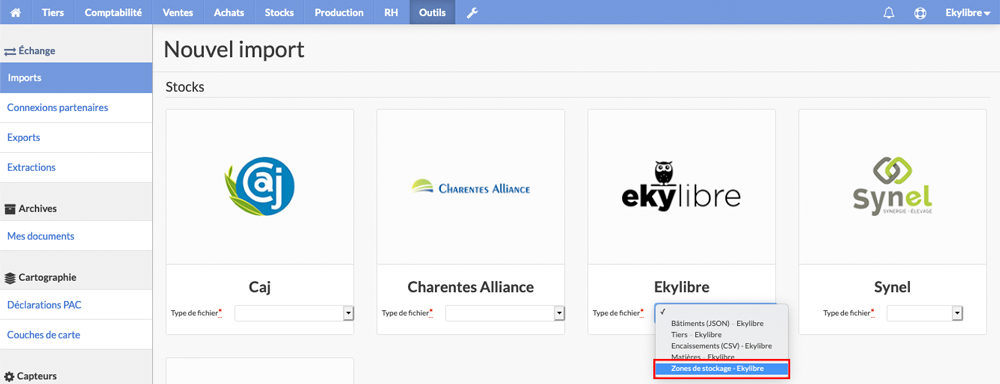 Tiers Comptabilité Ventes Achats Stocks Production RH Outils Ekylibre
Échange
Imports
Connexions partenaires
Exports
Extractions
Archives
Mes documents
Cartographie
Déclarations PAC
Couches de carte
Capteurs
Nouvel import
Stocks
Caj
Caj
Type de fichier*
CHARENTES ALLIANCE
Charentes Alliance
Type de fichier*
ekylibre
Ekylibre
Type de fichier*
✓
Bâtiments (JSON) - Ekylibre
Tiers - Ekylibre
Encaissements (CSV) - Ekylibre
Matières - Ekylibre
Zones de stockage - Ekylibre
Synel
SYNERGIE - ÉLEVAGE
Synel
Type de fichier*